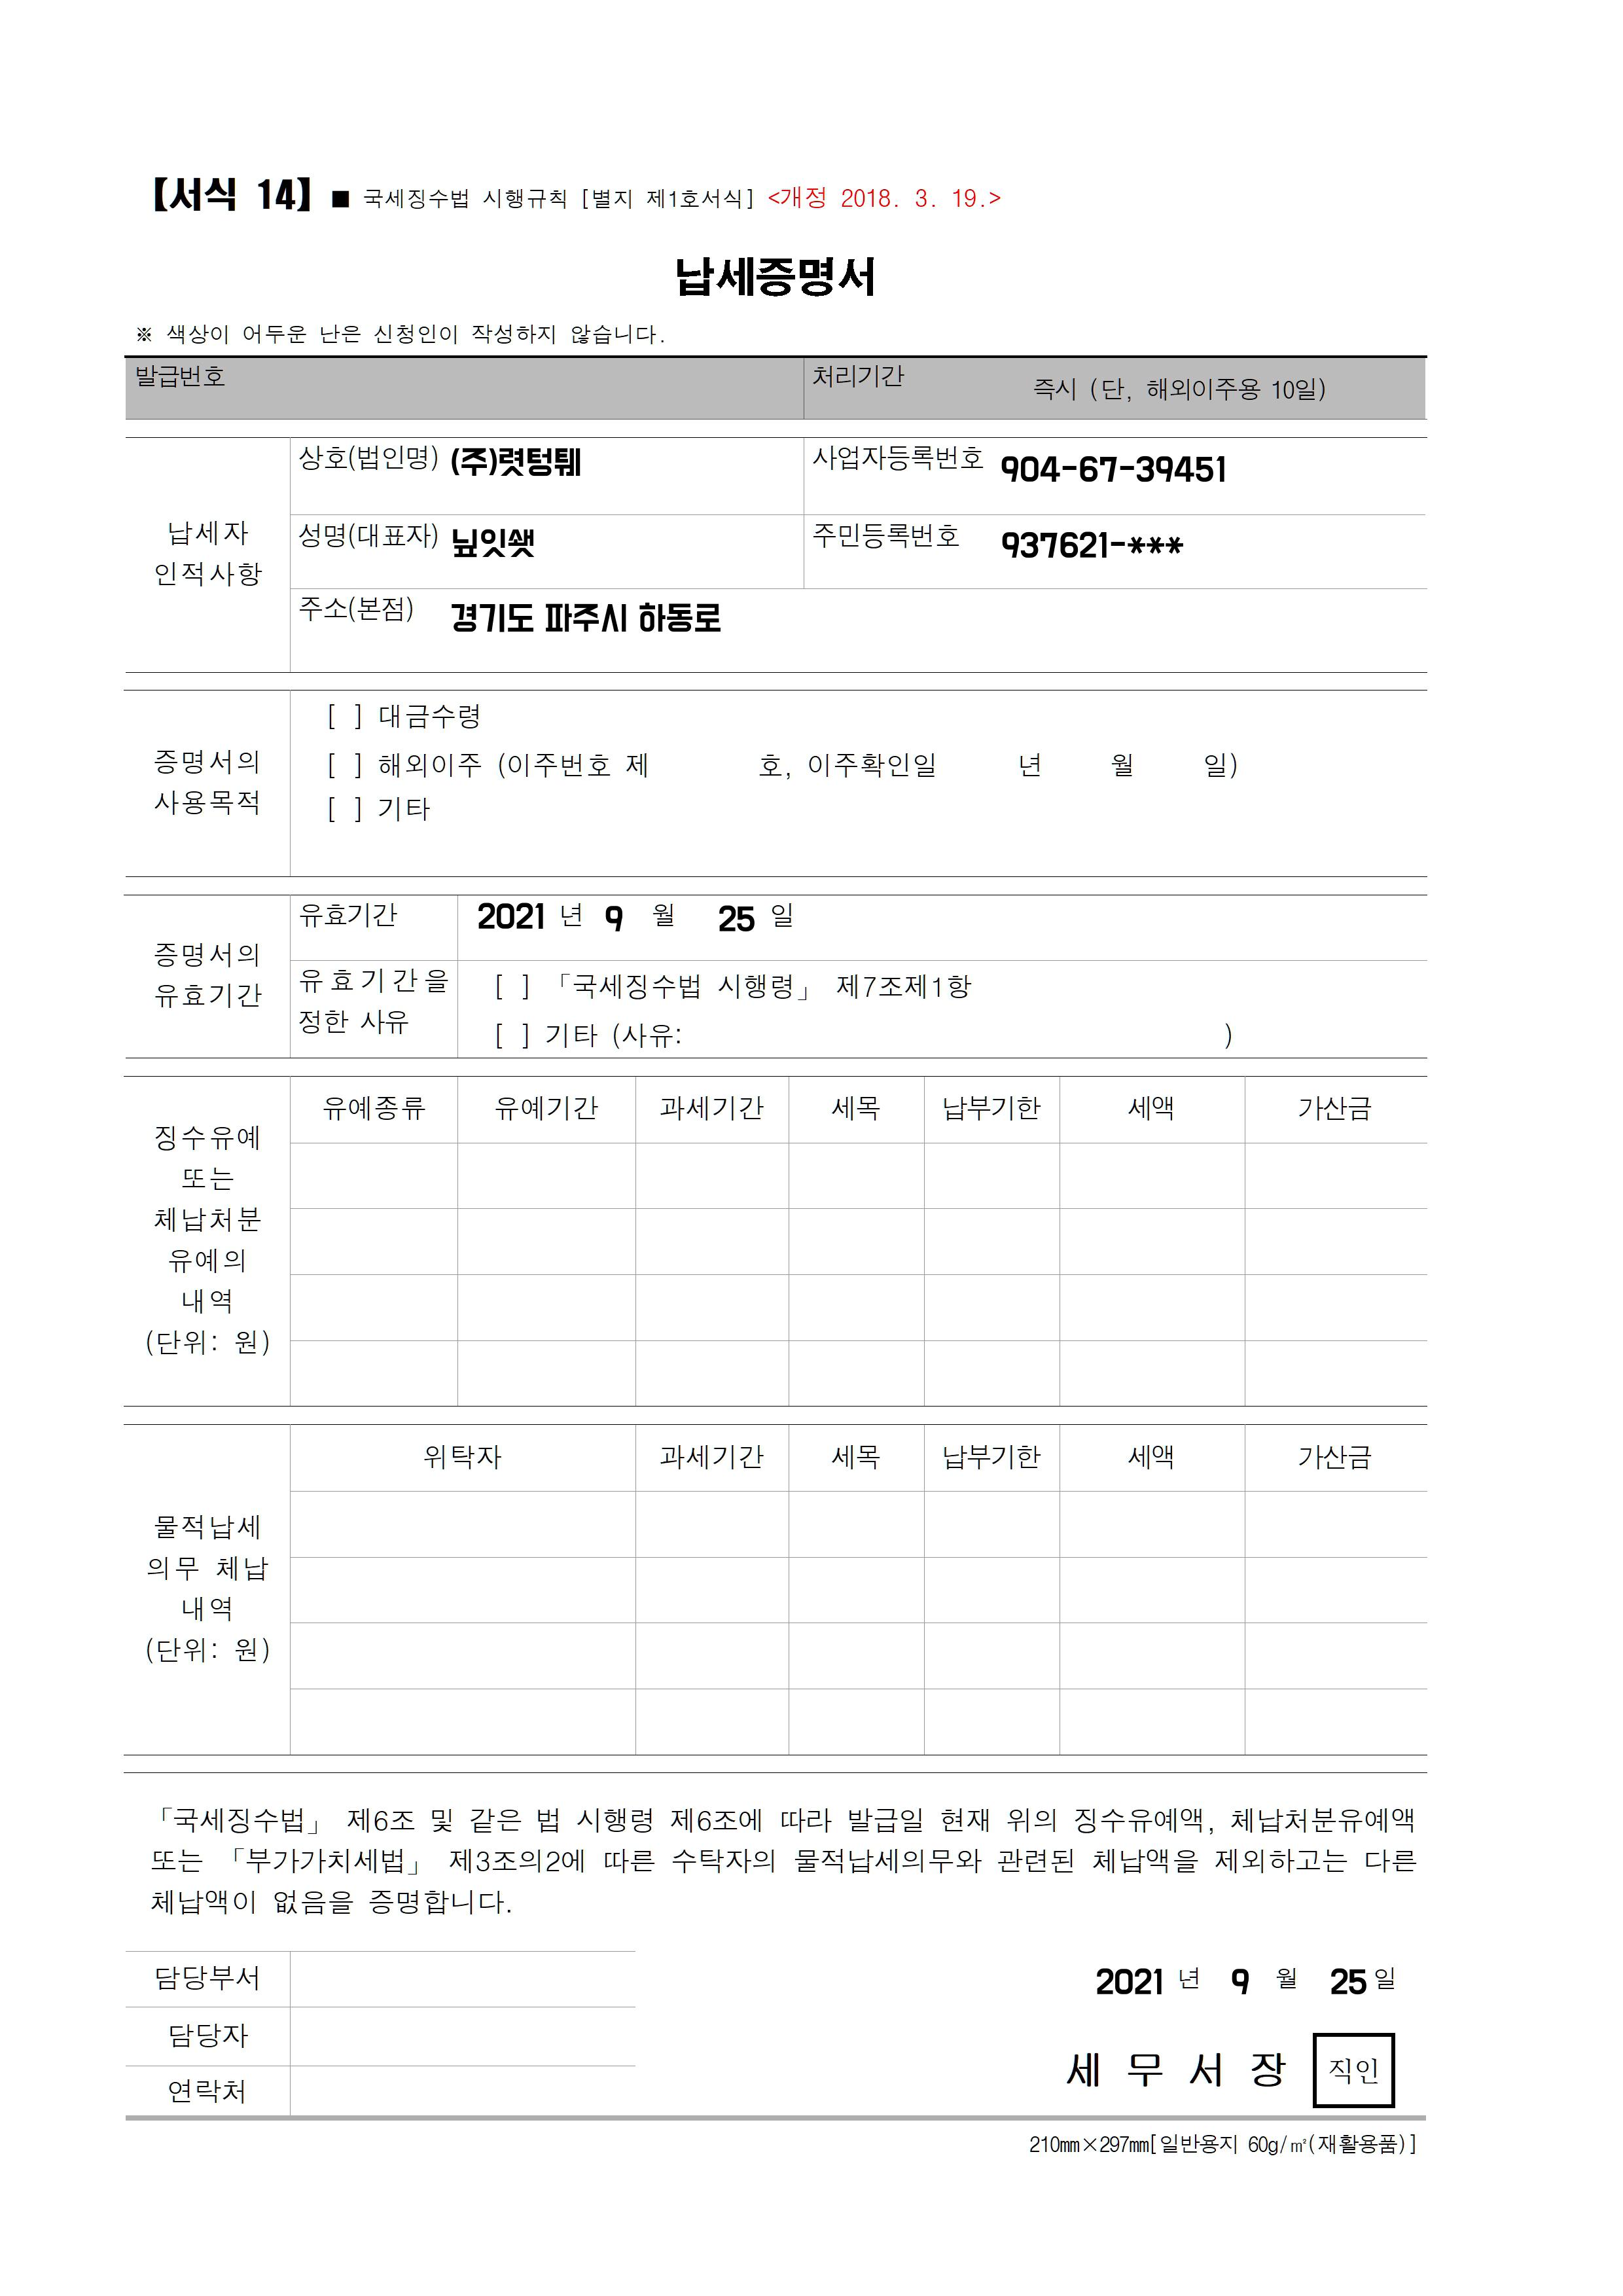 【서식 14】 ■ 국세징수법 시행규칙 [별지 제1호서식] <개정 2018. 3. 19.>
납세증명서
※ 색상이 어두운 난은 신청인이 작성하지 않습니다.
발급번호 처리기간 즉시 (단, 해외이주용 10일)
납세자
인적사항
상호(법인명) (주)렷텅퉤 사업자등록번호 904-67-39451
성명(대표자) 닢잇쇗 주민등록번호 937621-***
주소(본점) 경기도 파주시 하동로
증명서의
사용목적
[ ] 대금수령
[ ] 해외이주 (이주번호 제 호, 이주확인일 년 월 일)
[ ] 기타
증명서의
유효기간
유효기간 2021 년 9 월 25 일
유효기간을
정한 사유
[ ] 「국세징수법 시행령」 제7조제1항
[ ] 기타 (사유: )
징수유예
또는
체납처분
유예의
내역
(단위: 원)
유예종류 유예기간 과세기간 세목 납부기한 세액 가산금
물적납세
의무 체납
내역
(단위: 원)
위탁자 과세기간 세목 납부기한 세액 가산금
「국세징수법」 제6조 및 같은 법 시행령 제6조에 따라 발급일 현재 위의 징수유예액, 체납처분유예액
또는 「부가가치세법」 제3조의2에 따른 수탁자의 물적납세의무와 관련된 체납액을 제외하고는 다른
체납액이 없음을 증명합니다.
담당부서
담당자
연락처
2021 년 9 월 25 일
세 무 서 장 직인
210㎜×297㎜[일반용지 60g/㎡(재활용품)]